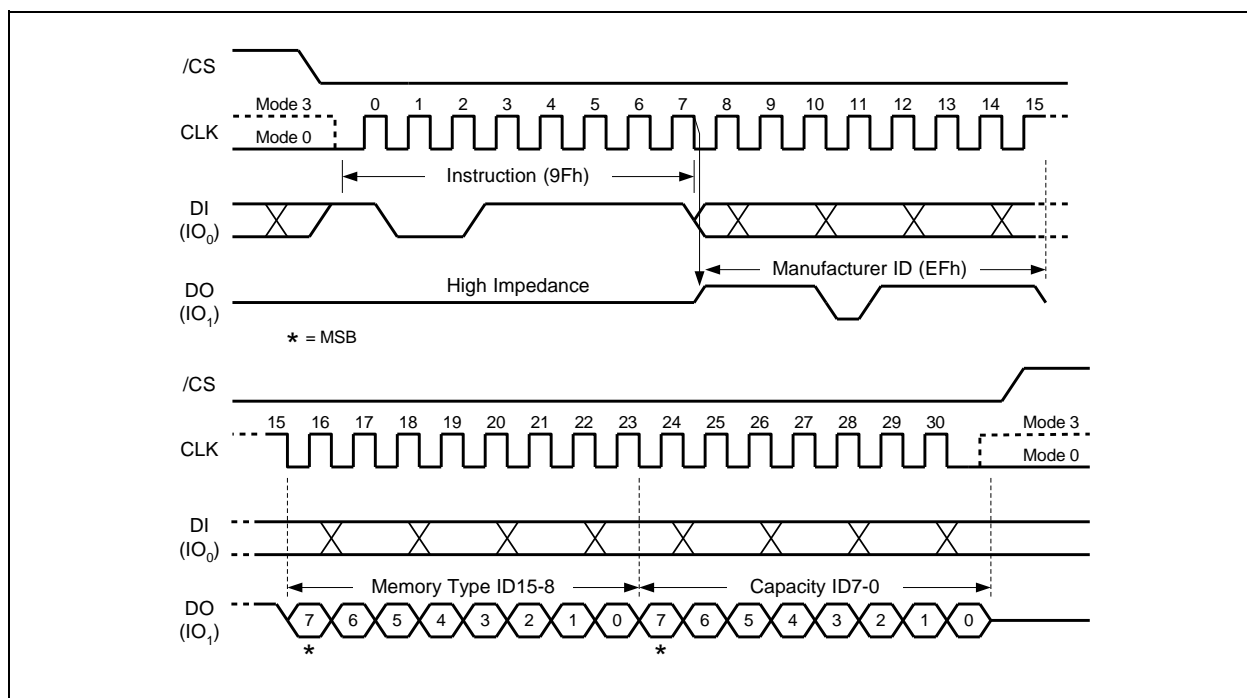 /CS
Mode 3
0 1 2 3 4 5 6 7 8 9 10 11 12 13 14 15
CLK
Mode 0
Instruction (9Fh)
DI
(IO0)
Manufacturer ID (EFh)
High Impedance
DO
(IO1)
* = MSB
/CS
15 16 17 18 19 20 21 22 23 24 25 26 27 28 29 30
Mode 3
CLK
Mode 0
DI
(IO0)
Memory Type ID15-8
Capacity ID7-0
DO
7 6 5 4 3 2 1 0 7 6 5 4 3 2 1 0
(IO1)
* *